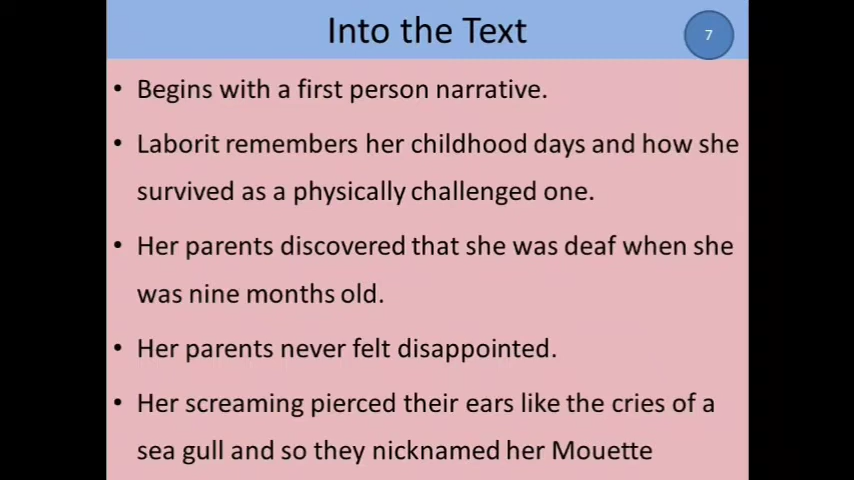 Into the Text
7
• Begins with a first person narrative.
• Laborit remembers her childhood days and how she
survived as a physically challenged one.
• Her parents discovered that she was deaf when she
was nine months old.
• Her parents never felt disappointed.
• Her screaming pierced their ears like the cries of a
sea gull and so they nicknamed her Mouette